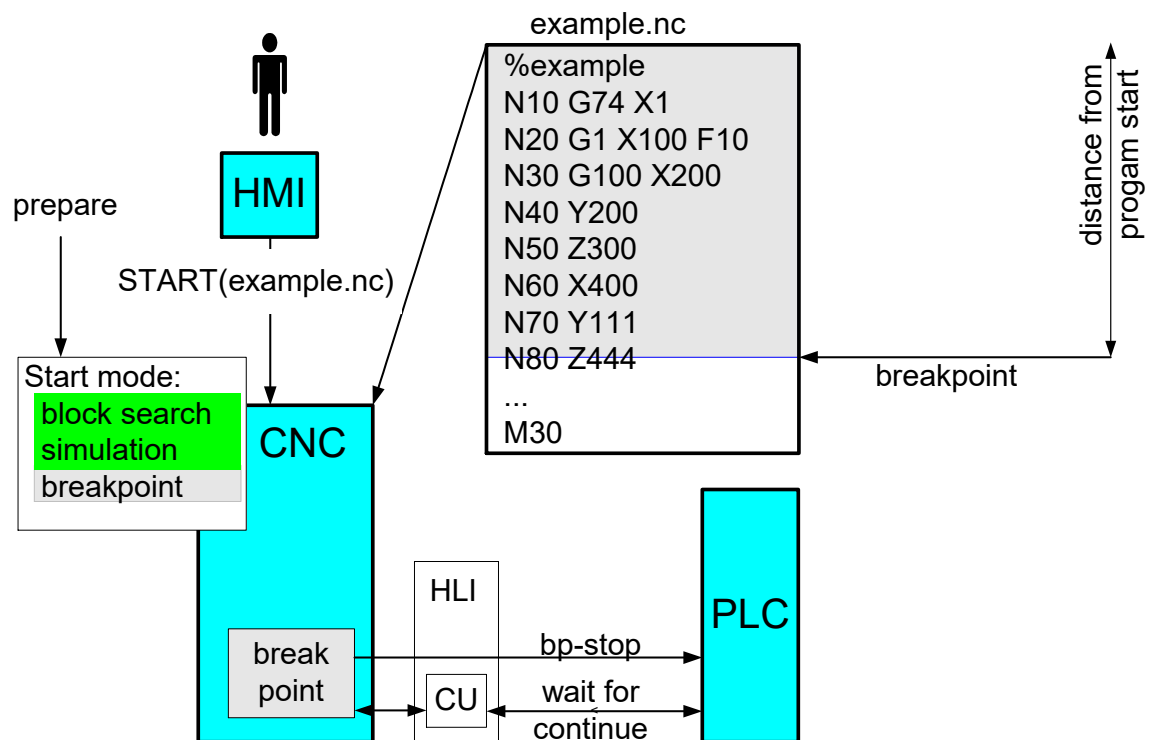 example.nc
%example
N10 G74 X1
N20 G1 X100 F10
N30 G100 X200
N40 Y200
N50 Z300
N60 X400
N70 Y111
N80 Z444
...
M30
distance from
progam start
breakpoint
HMI
prepare
START(example.nc)
Start mode:
block search
simulation
breakpoint
CNC
HLI
PLC
break
point
bp-stop
CU
wait for
continue